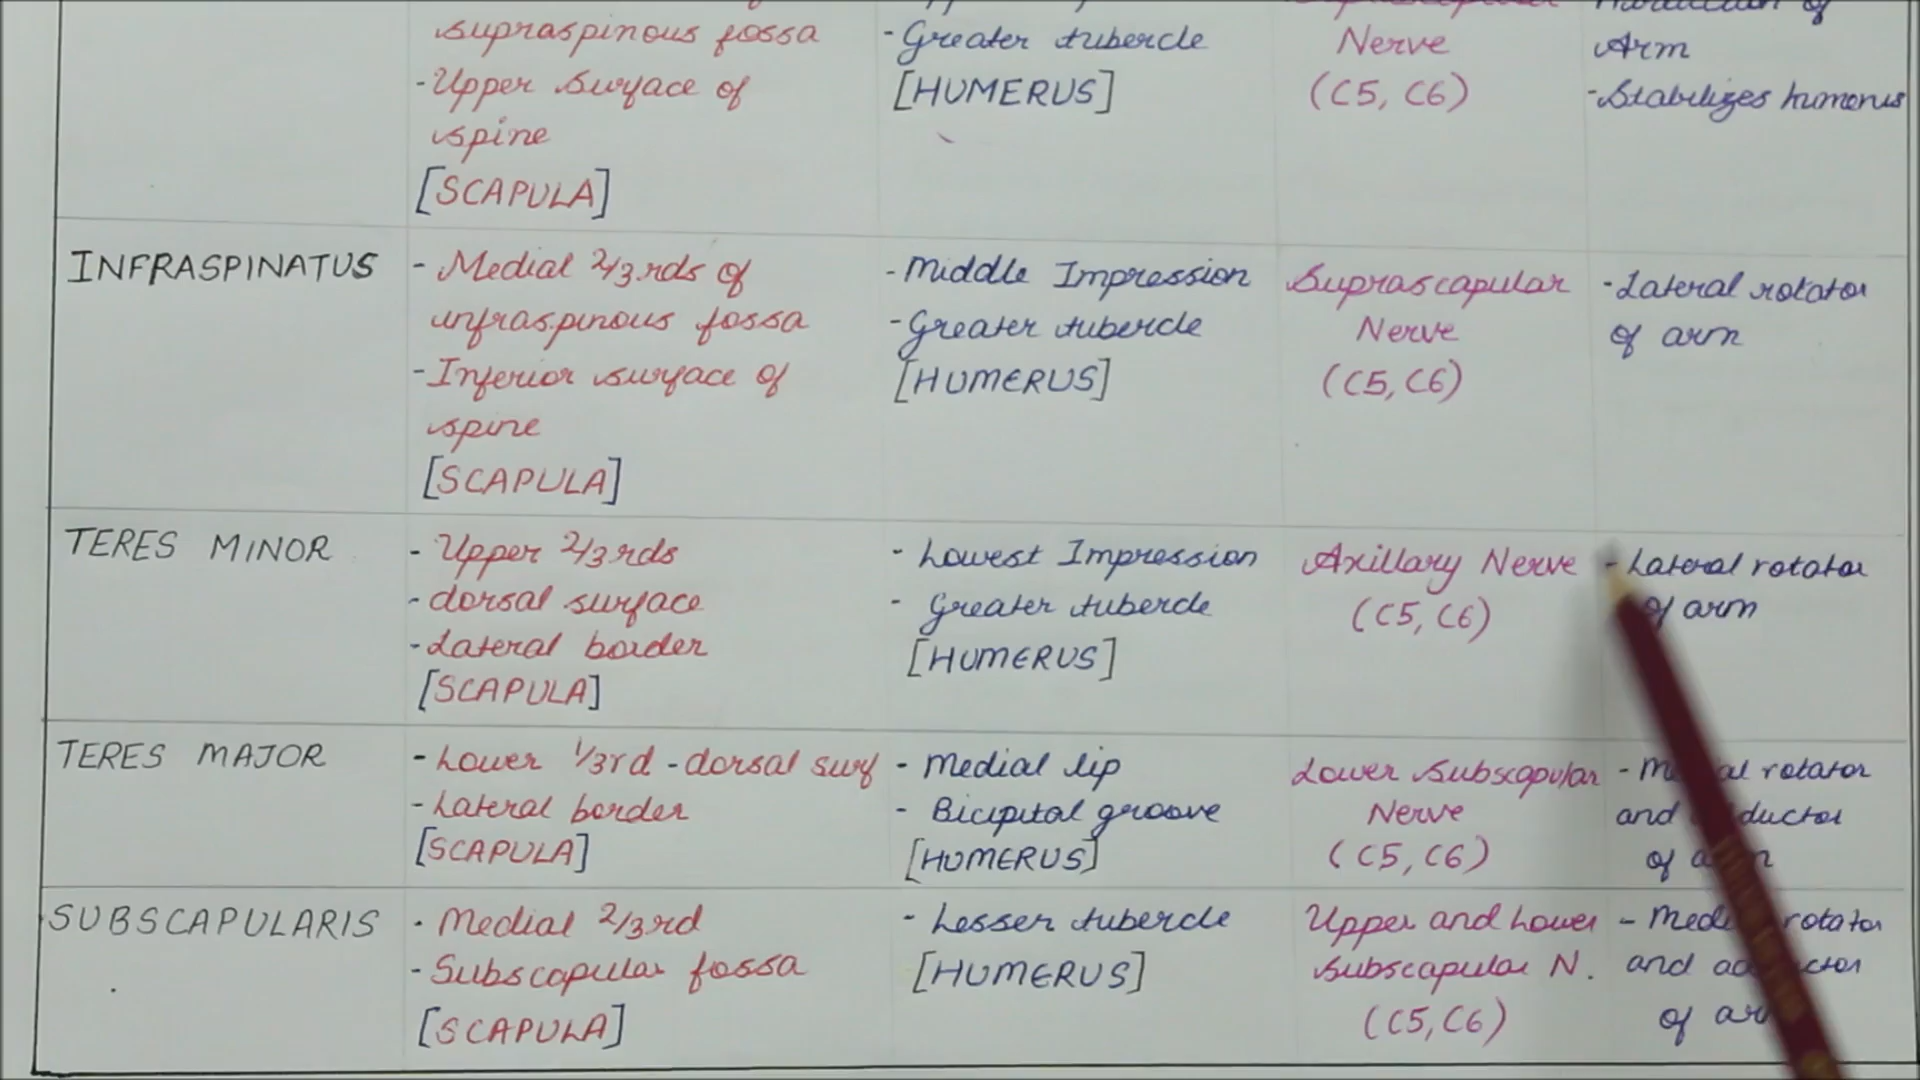 supraspinous fossa
-Upper surface of
spine
[SCAPULA]
-Greater tubercle
[HUMERUS]
Nerve
(C5, C6)
Arm
-Stabilizes humerus
INFRASPINATUS
- Medial 2/3rds of
infraspinous fossa
-Inferior surface of
spine
[SCAPULA]
-Middle Impression
-Greater tubercle
[HUMERUS]
Suprascapular
Nerve
(C5, C6)
-Lateral rotator
of arm
TERES MINOR
- Upper 2/3rds
- dorsal surface
-Lateral border
[SCAPULA]
- Lowest Impression
- Greater tubercle
[HUMERUS]
Axillary Nerve
(C5, C6)
- Lateral rotator
of arm
TERES MAJOR
- Lower 1/3rd - dorsal surf
- Lateral border
[SCAPULA]
- Medial lip
- Bicipital groove
[HUMERUS]
Lower Subscapular
Nerve
(C5, C6)
- rotator
and
of
SUBSCAPULARIS
- Medial 2/3rd
- Subscapular fossa
[SCAPULA]
- Lesser tubercle
[HUMERUS]
Upper and Lower
Subscapular N.
(C5, C6)
- rotator
and
of